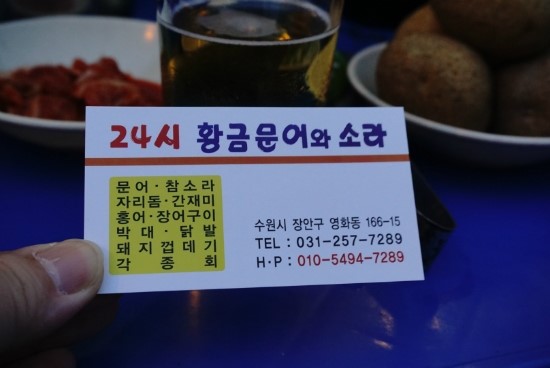 24시 황금문어와 소라
문어·참소라
자리돔·간재미
홍어·장어구이
박대·닭발
돼지껍데기
각종회
수원시 장안구 영화동 166-15
TEL : 031-257-7289
H·P : 010-5494-7289